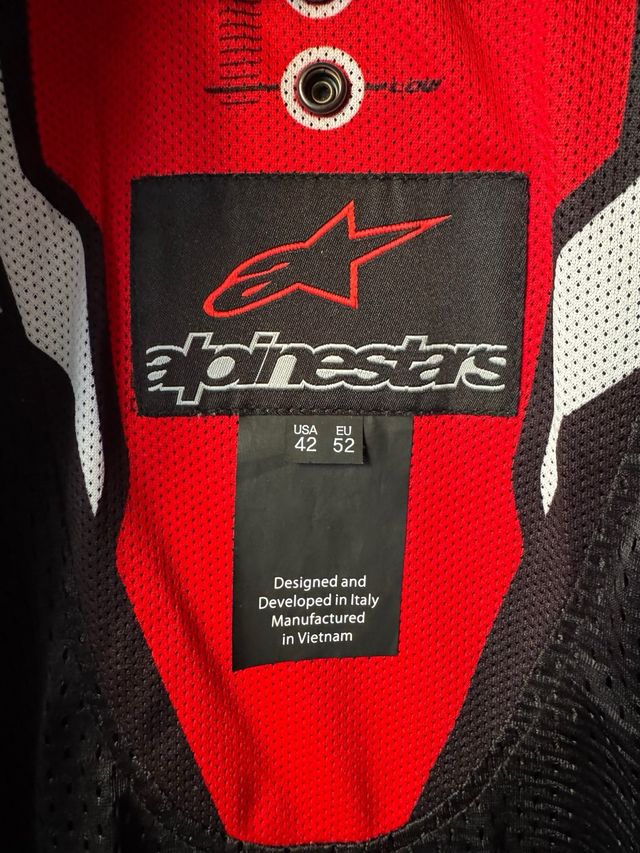 LOW
alpinestars
USA EU
42 52
Designed and
Developed in Italy
Manufactured
in Vietnam